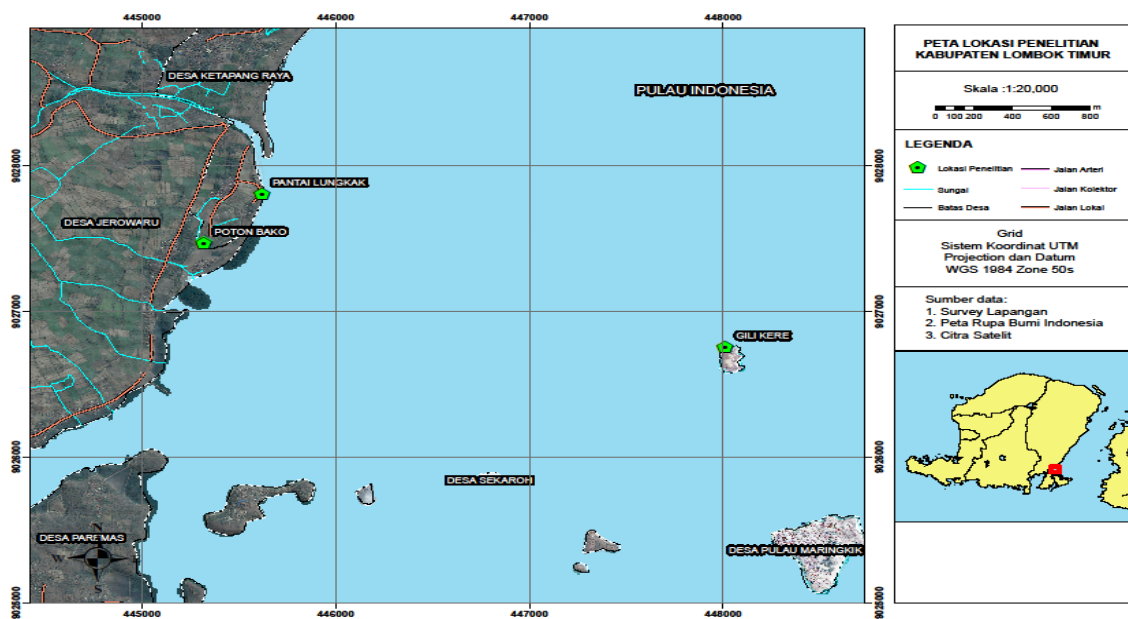 445000
446000
447000
448000
DESA KETAPANG RAYA
PULAU INDONESIA
9028000
9028000
PANTAI LUNGKAK
DESA JEROWARU
POTON BAKO
9027000
9027000
GILI KERE
9026000
9026000
DESA SEKAROH
DESA PAREMAS
N
W
S
DESA PULAU MARINGKIK
9025000
9025000
445000
446000
447000
448000
PETA LOKASI PENELITIAN
KABUPATEN LOMBOK TIMUR
Skala :1:20,000
m
0 100 200 400 600 800
LEGENDA
Lokasi Penelitian
Jalan Arteri
Sungai
Jalan Kolektor
Batas Desa
Jalan Lokal
Grid
Sistem Koordinat UTM
Projection dan Datum
WGS 1984 Zone 50s
Sumber data:
1. Survey Lapangan
2. Peta Rupa Bumi Indonesia
3. Citra Satelit